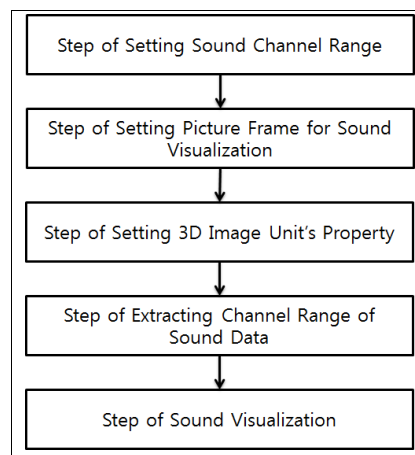 Step of Setting Sound Channel Range
Step of Setting Picture Frame for Sound
Visualization
Step of Setting 3D Image Unit's Property
Step of Extracting Channel Range of
Sound Data
Step of Sound Visualization